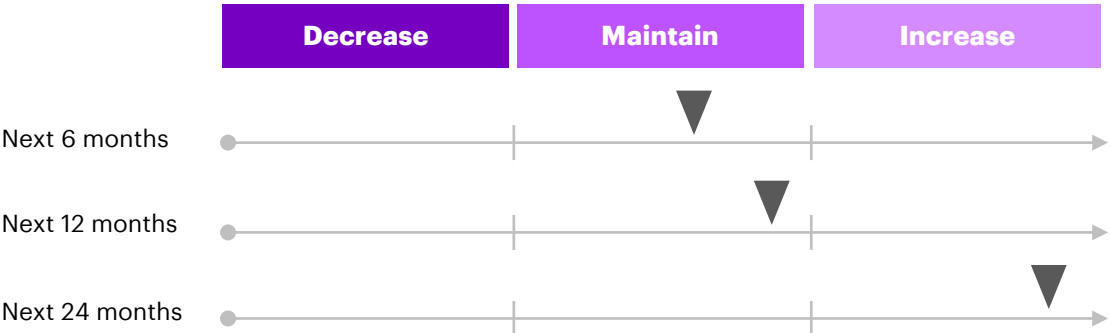 Decrease Maintain Increase
Next 6 months
Next 12 months
Next 24 months